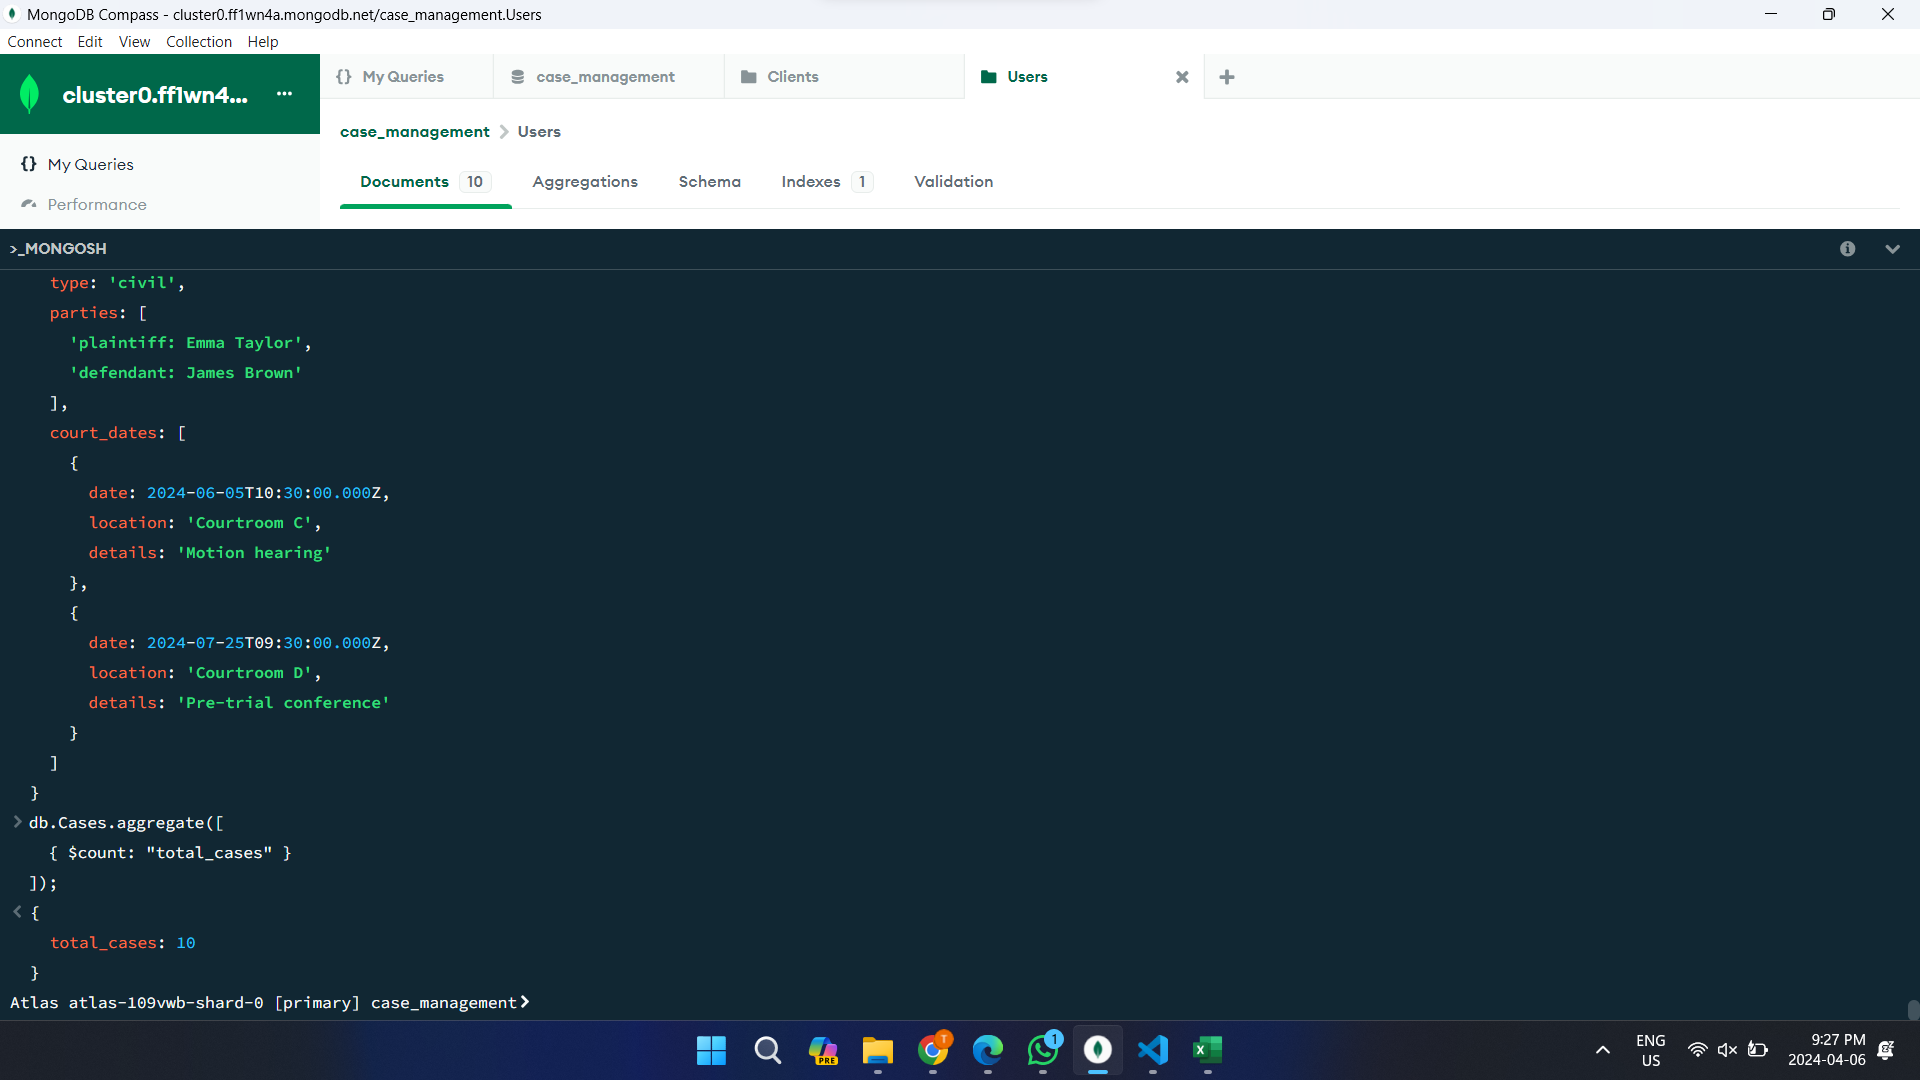 MongoDB Compass - cluster0.ff1wn4a.mongodb.net/case_management.Users
Connect Edit View Collection Help
cluster0.ff1wn4... ...
{} My Queries
case_management
Clients
Users
case_management > Users
{} My Queries
Performance
Documents 10 Aggregations Schema Indexes 1 Validation
>_MONGOSH
type: 'civil',
parties: [
'plaintiff: Emma Taylor',
'defendant: James Brown'
],
court_dates: [
{
date: 2024-06-05T10:30:00.000Z,
location: 'Courtroom C',
details: 'Motion hearing'
},
{
date: 2024-07-25T09:30:00.000Z,
location: 'Courtroom D',
details: 'Pre-trial conference'
}
]
}
> db.Cases.aggregate([
{ $count: "total_cases" }
]);
< {
total_cases: 10
}
Atlas atlas-109vwb-shard-0 [primary] case_management>
PRE
T
1
X
ENG
US
9:27 PM
2024-04-06